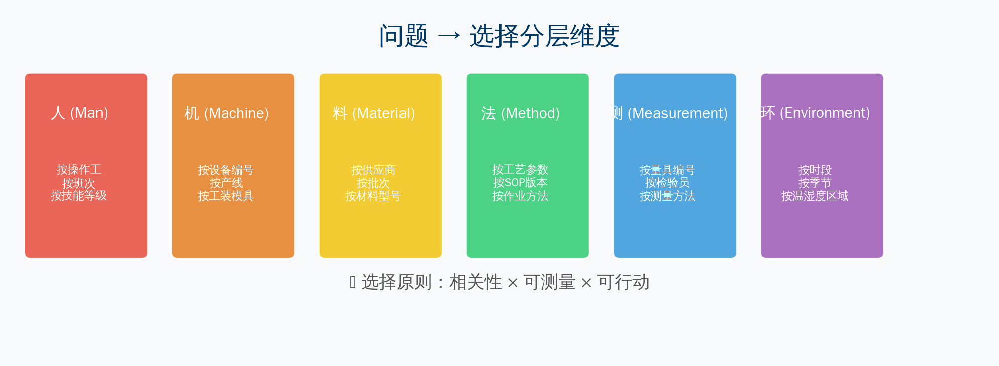 问题 → 选择分层维度
人 (Man)
按操作工
按班次
按技能等级
机 (Machine)
按设备编号
按产线
按工装模具
料 (Material)
按供应商
按批次
按材料型号
法 (Method)
按工艺参数
按SOP版本
按作业方法
测 (Measurement)
按量具编号
按检验员
按测量方法
环 (Environment)
按时段
按季节
按温湿度区域
选择原则：相关性 × 可测量 × 可行动